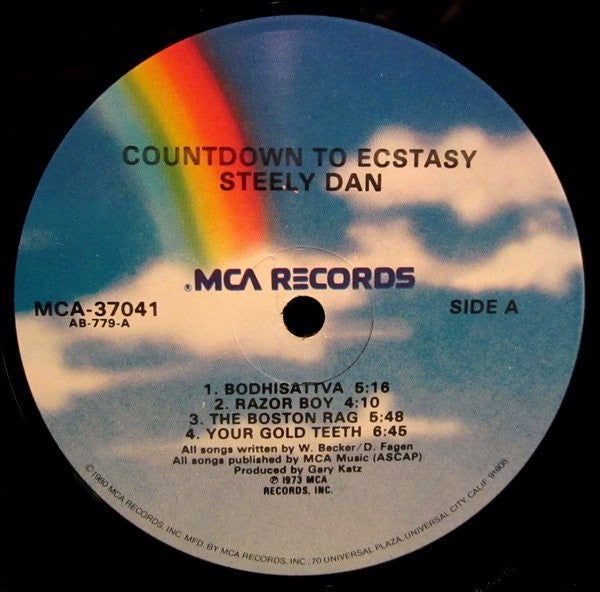 COUNTDOWN TO ECSTASY
STEELY DAN
® MCA RECORDS
MCA-37041
AB-779-A
SIDE A
1. BODHISATTVA 5:16
2. RAZOR BOY 4:10
3. THE BOSTON RAG 5:48
4. YOUR GOLD TEETH 6:45
All songs written by W. Becker/D. Fagen
All songs published by MCA Music (ASCAP)
Produced by Gary Katz
℗ 1973 MCA
RECORDS, INC.
© 1980 MCA RECORDS, INC. MFD. BY MCA RECORDS, INC., 70 UNIVERSAL PLAZA, UNIVERSAL CITY, CALIF. 91608